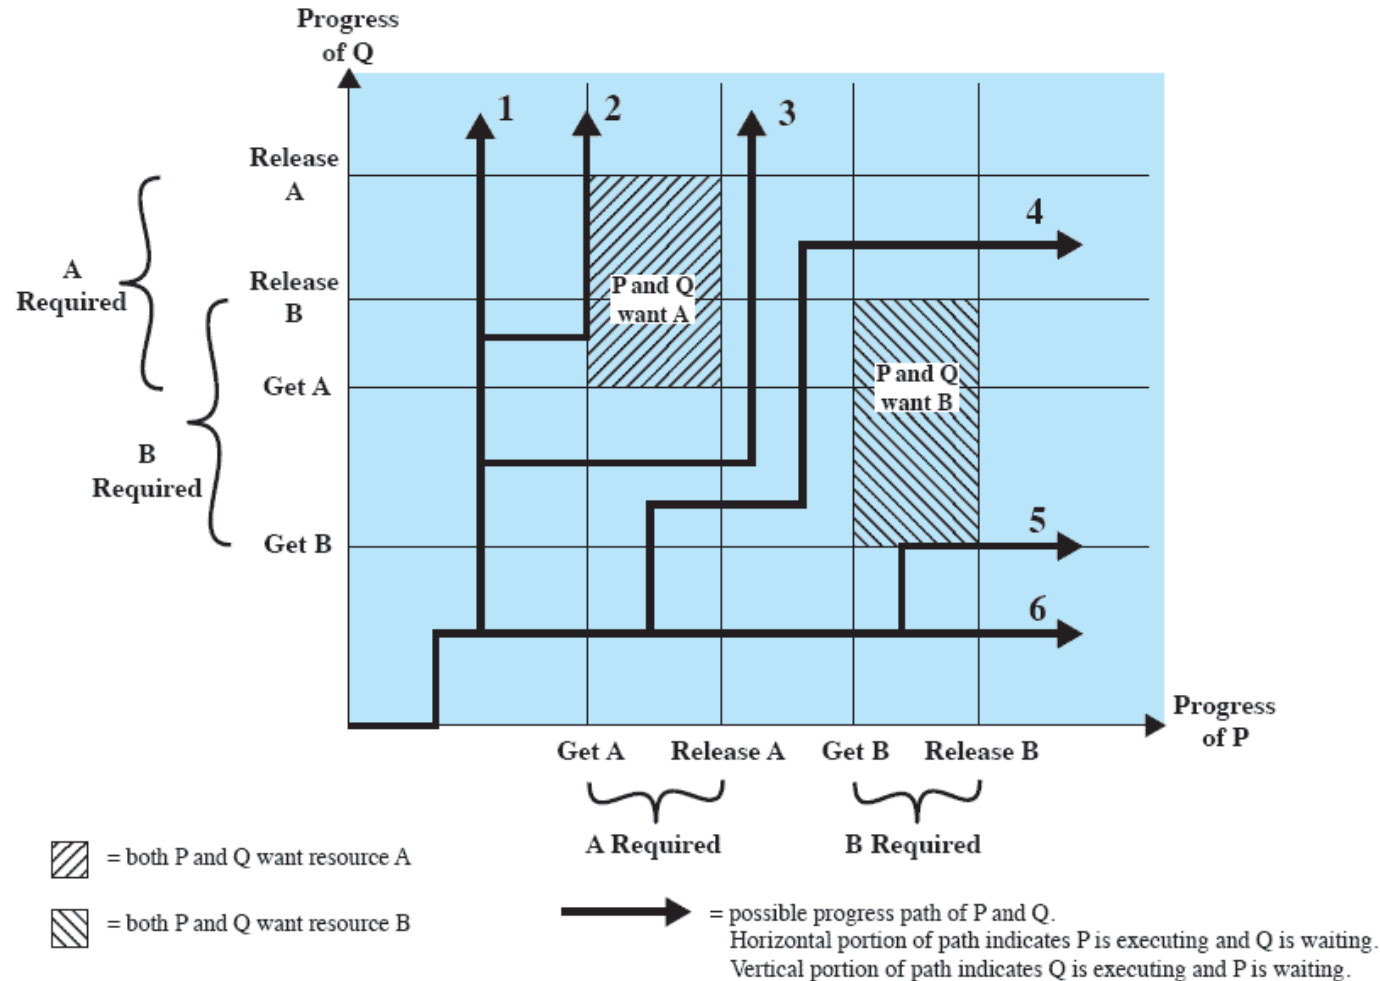 Progress
of Q
1
2
3
Release
A
4
A
Required
Release
B
P and Q
want A
Get A
P and Q
want B
B
Required
Get B
5
6
Progress
of P
Get A
Release A
Get B
Release B
A Required
B Required
= both P and Q want resource A
= both P and Q want resource B
= possible progress path of P and Q.
Horizontal portion of path indicates P is executing and Q is waiting.
Vertical portion of path indicates Q is executing and P is waiting.